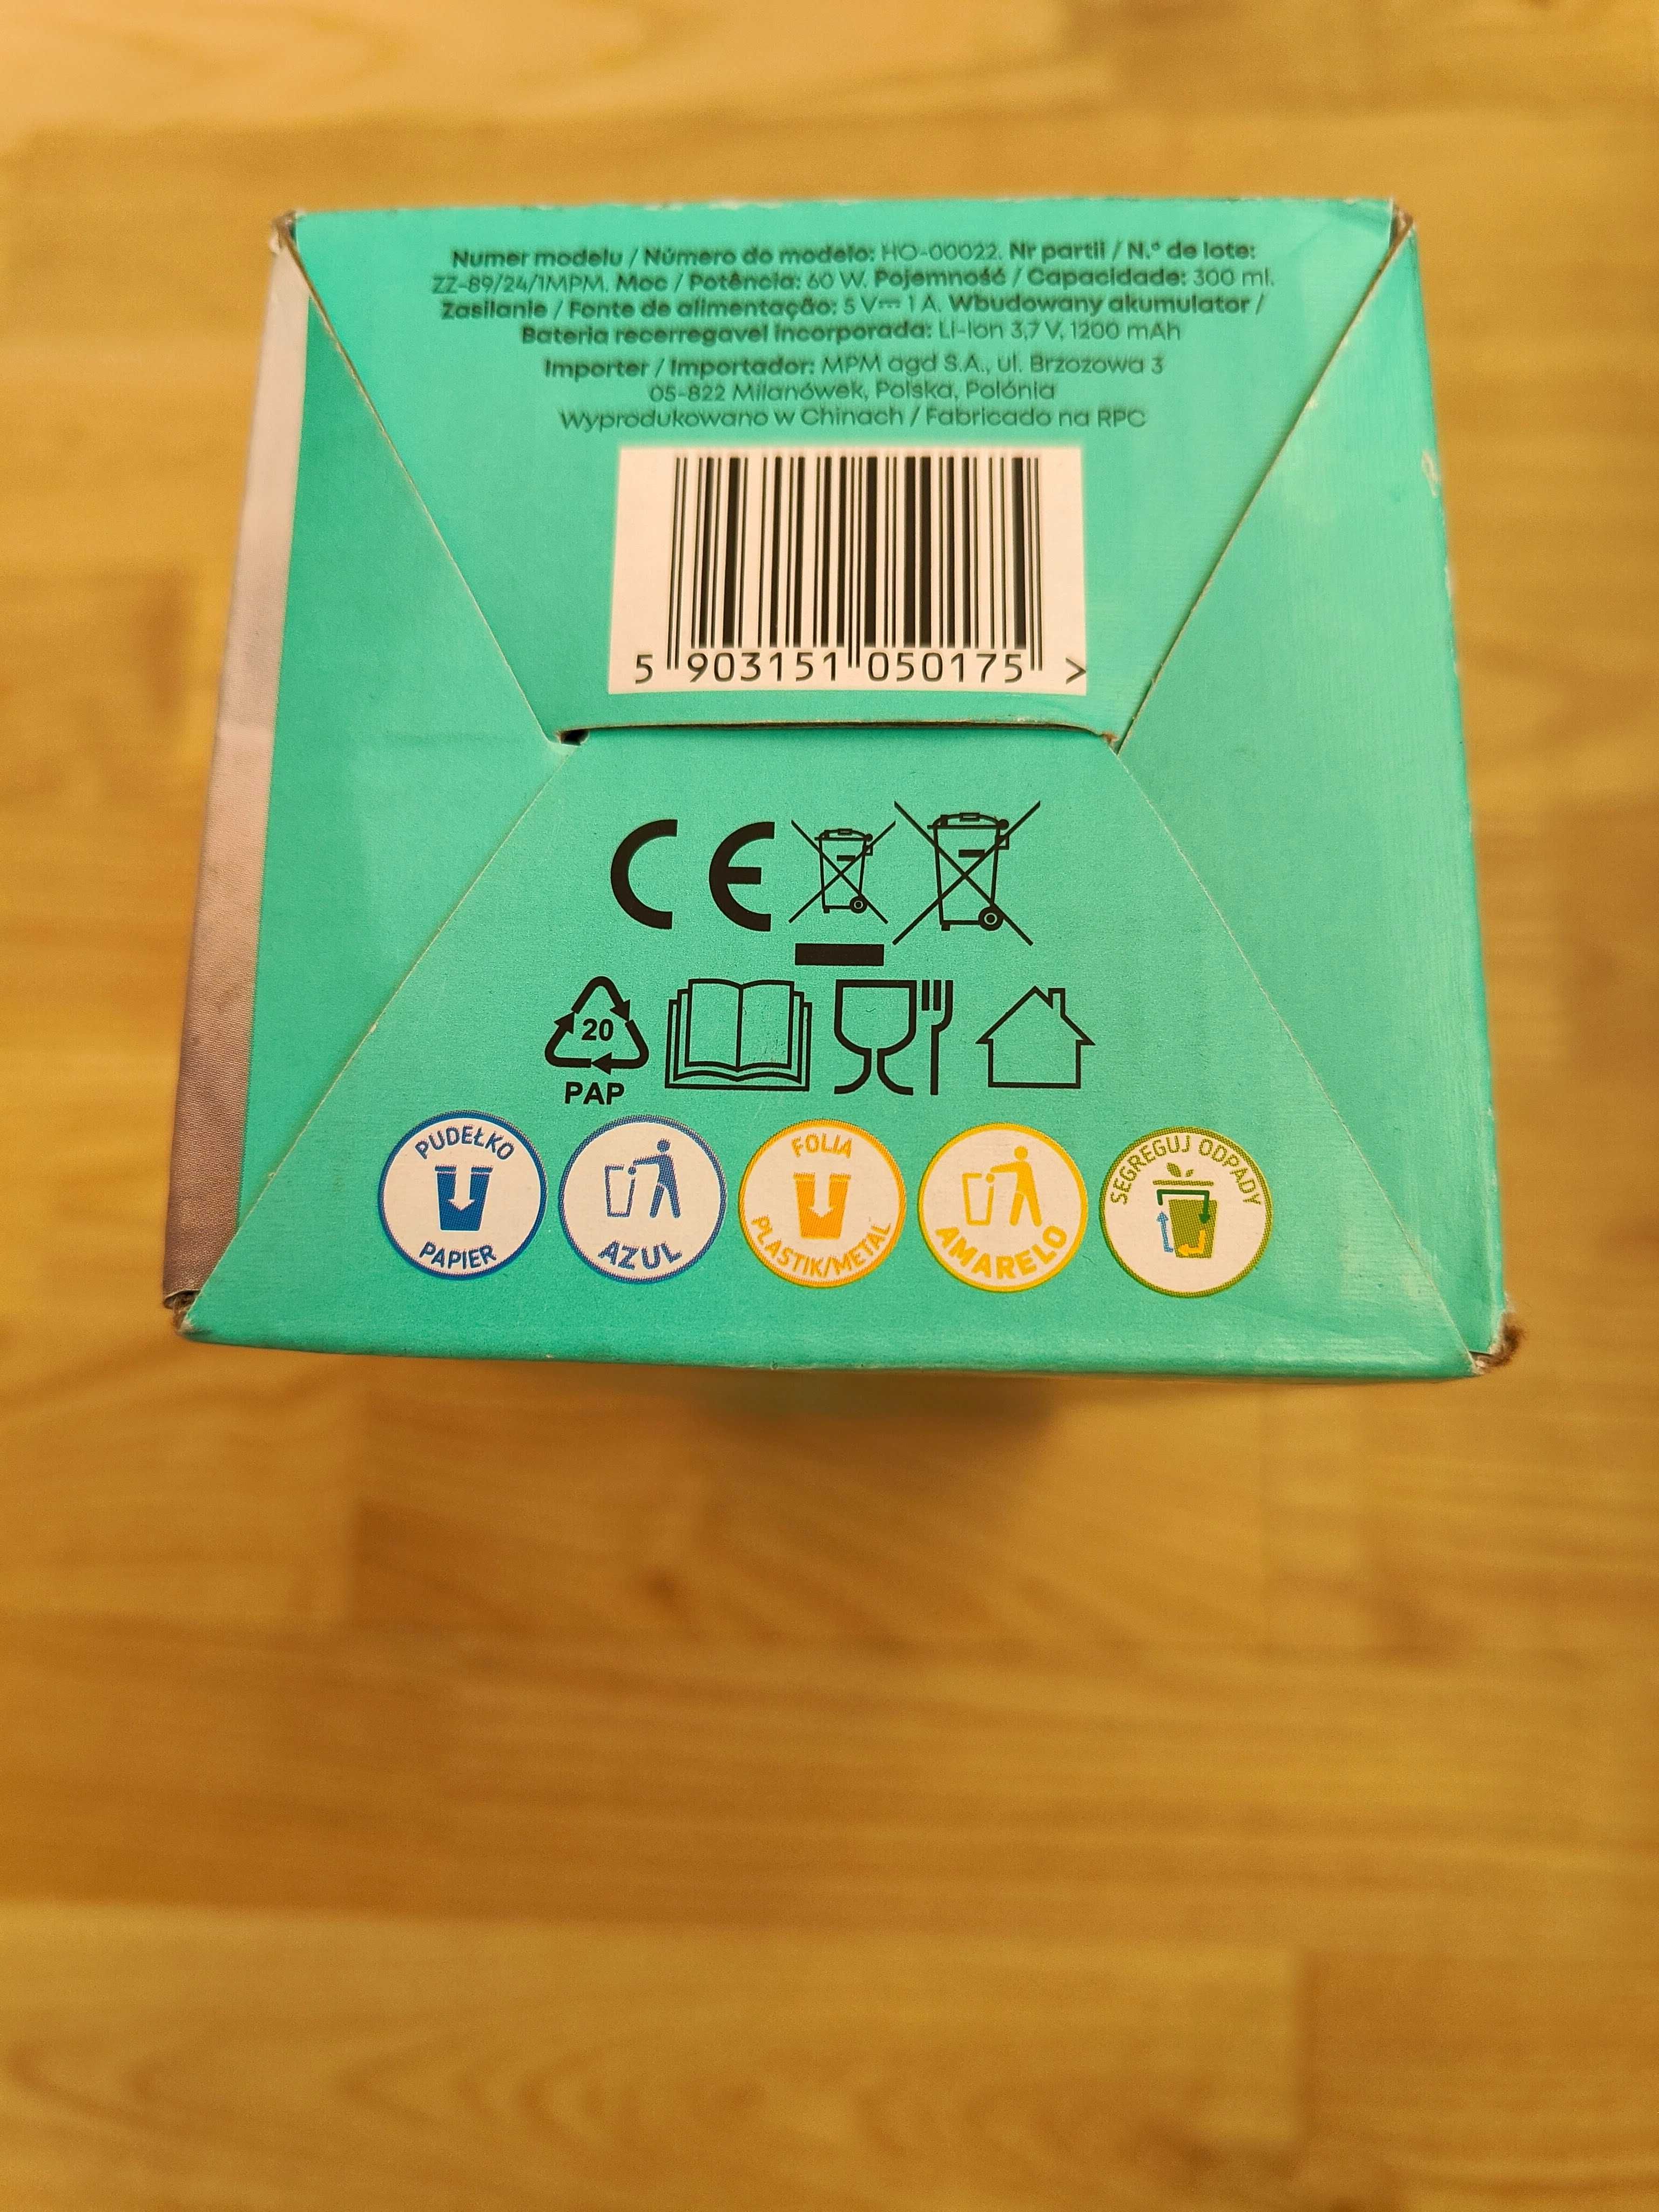 Numer modelu / Número do modelo: HO-00022. Nr partii / N.º de lote:
ZZ-89/24/1MPM. Moc / Potência: 60 W. Pojemność / Capacidade: 300 ml.
Zasilanie / Fonte de alimentação: 5 V⎓ 1 A. Wbudowany akumulator /
Bateria recerregavel incorporada: Li-Ion 3,7 V, 1200 mAh
Importer / Importador: MPM agd S.A., ul. Brzozowa 3
05-822 Milanówek, Polska, Polónia
Wyprodukowano w Chinach / Fabricado na RPC
5 903151 050175 >
CE
20
PAP
PUDEŁKO
PAPIER
AZUL
FOLIA
PLASTIK/METAL
AMARELO
SEGREGUJ ODPADY